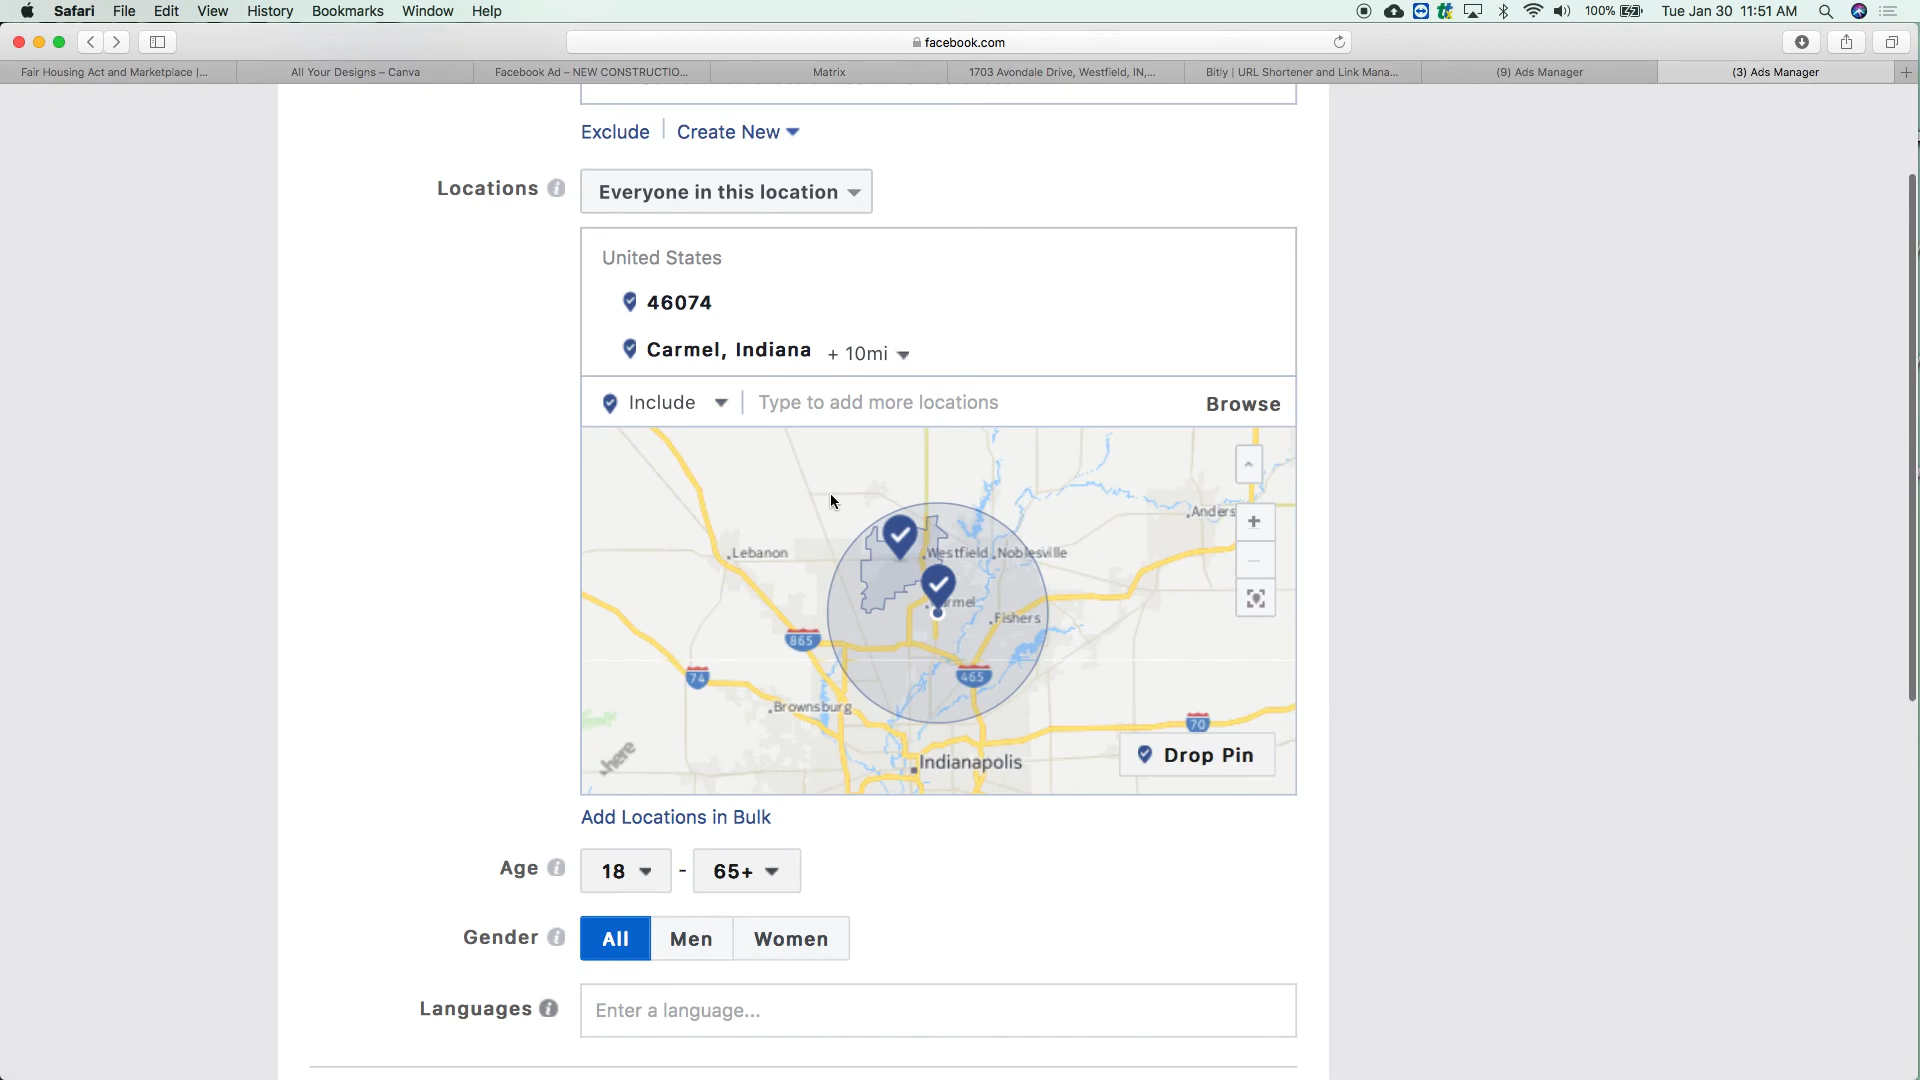 Safari File Edit View History Bookmarks Window Help 100% Tue Jan 30 11:51 AM
facebook.com
Fair Housing Act and Marketplace |... All Your Designs – Canva Facebook Ad – NEW CONSTRUCTIO... Matrix 1703 Avondale Drive, Westfield, IN,... Bitly | URL Shortener and Link Mana... (9) Ads Manager (3) Ads Manager
Exclude Create New
Locations Everyone in this location
United States
46074
Carmel, Indiana + 10mi
Include Type to add more locations Browse
Anders
Lebanon Westfield Noblesville
rmel
Fishers
865
465
74
Brownsburg
70
here
Drop Pin
Indianapolis
Add Locations in Bulk
Age 18 - 65+
Gender All Men Women
Languages Enter a language...